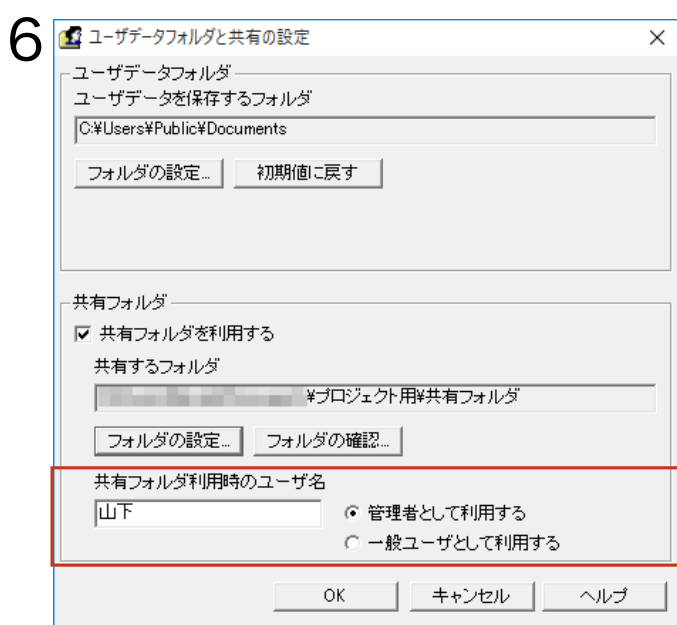 6
ユーザデータフォルダと共有の設定
ユーザデータフォルダ
ユーザデータを保存するフォルダ
C:¥Users¥Public¥Documents
フォルダの設定... 初期値に戻す
共有フォルダ
共有フォルダを利用する
共有するフォルダ
¥プロジェクト用¥共有フォルダ
フォルダの設定... フォルダの確認...
共有フォルダ利用時のユーザ名
山下 管理者として利用する
一般ユーザとして利用する
OK キャンセル ヘルプ